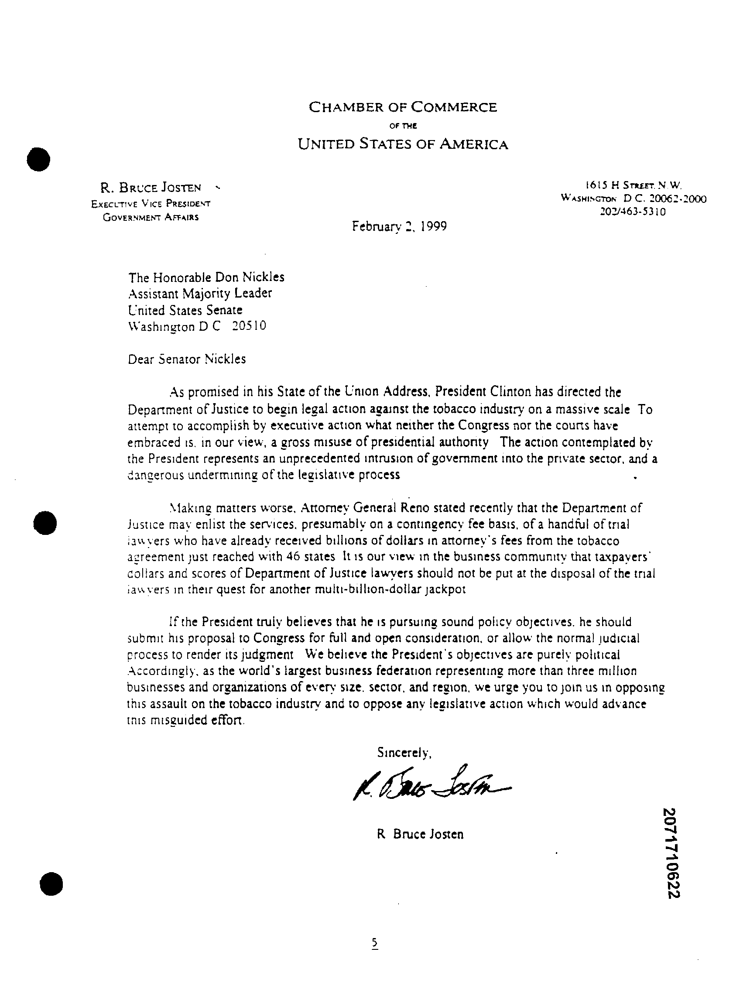 CHAMBER OF COMMERCE
OF THE
UNITED STATES OF AMERICA
R. BRUCE JOSTEN
EXECUTIVE VICE PRESIDENT
GOVERNMENT AFFAIRS
1615 H STREET, N W.
WASHINGTON D C. 20062-2000
202/463-5310
February 2, 1999
The Honorable Don Nickles
Assistant Majority Leader
United States Senate
Washington D C 20510
Dear Senator Nickles
As promised in his State of the Union Address, President Clinton has directed the
Department of Justice to begin legal action against the tobacco industry on a massive scale To
attempt to accomplish by executive action what neither the Congress nor the courts have
embraced is, in our view, a gross misuse of presidential authority The action contemplated by
the President represents an unprecedented intrusion of government into the private sector, and a
dangerous undermining of the legislative process
Making matters worse, Attorney General Reno stated recently that the Department of
Justice may enlist the services, presumably on a contingency fee basis, of a handful of trial
lawyers who have already received billions of dollars in attorney's fees from the tobacco
agreement just reached with 46 states It is our view in the business community that taxpayers'
dollars and scores of Department of Justice lawyers should not be put at the disposal of the trial
lawyers in their quest for another multi-billion-dollar jackpot
If the President truly believes that he is pursuing sound policy objectives, he should
submit his proposal to Congress for full and open consideration, or allow the normal judicial
process to render its judgment We believe the President's objectives are purely political
Accordingly, as the world's largest business federation representing more than three million
businesses and organizations of every size, sector, and region, we urge you to join us in opposing
this assault on the tobacco industry and to oppose any legislative action which would advance
this misguided effort.
Sincerely,
R. Bruce Josten
R Bruce Josten
2071710622
5